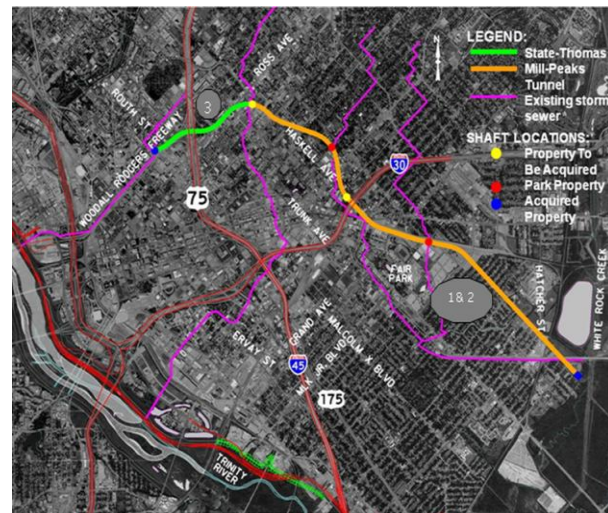 LEGEND:
State-Thomas
Mill-Peaks
Tunnel
Existing storm
sewer
SHAFT LOCATIONS:
Property To
Be Acquired
Park Property
Acquired
Property
N
ROUTH ST
ROSS AVE
3
WOODALL RODGERS FREEWAY
HASKELL AVE
30
75
TRUNK AVE
FAIR
PARK
1& 2
HATCHER ST
WHITE ROCK CREEK
ERVAY ST
GRAND AVE
MALCOLM X BLVD
MLK JR. BLVD
45
175
TRINITY
RIVER